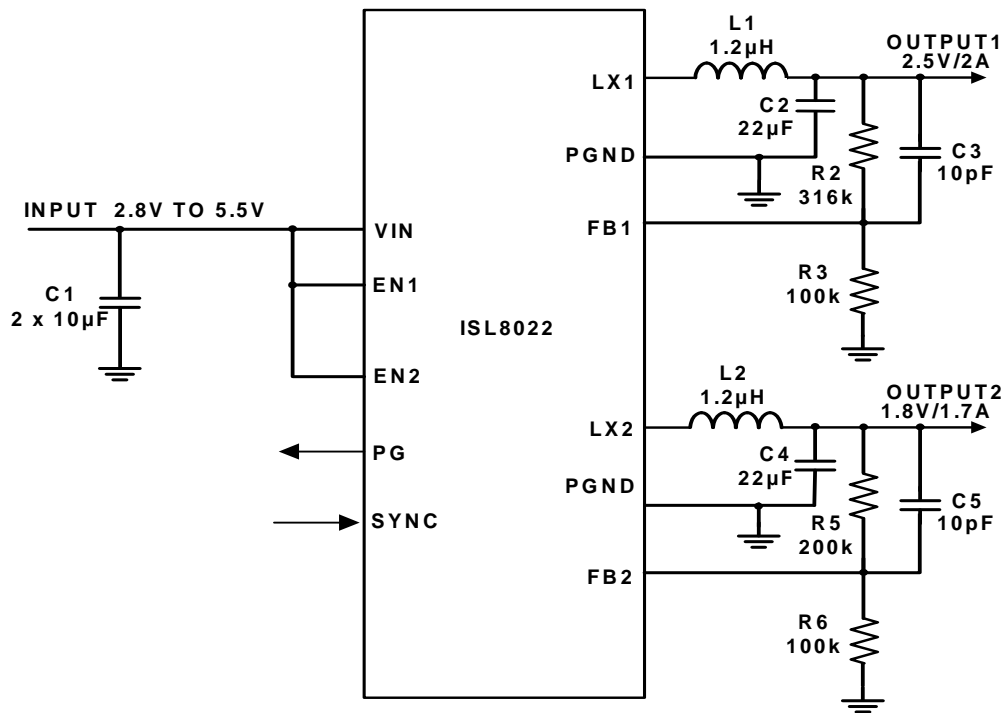 INPUT 2.8V TO 5.5V
C1
2 x 10µF
VIN
EN1
EN2
PG
SYNC
ISL8022
LX1
PGND
FB1
LX2
PGND
FB2
L1
1.2µH
OUTPUT1
2.5V/2A
C2
22µF
R2
316k
C3
10pF
R3
100k
L2
1.2µH
OUTPUT2
1.8V/1.7A
C4
22µF
R5
200k
C5
10pF
R6
100k